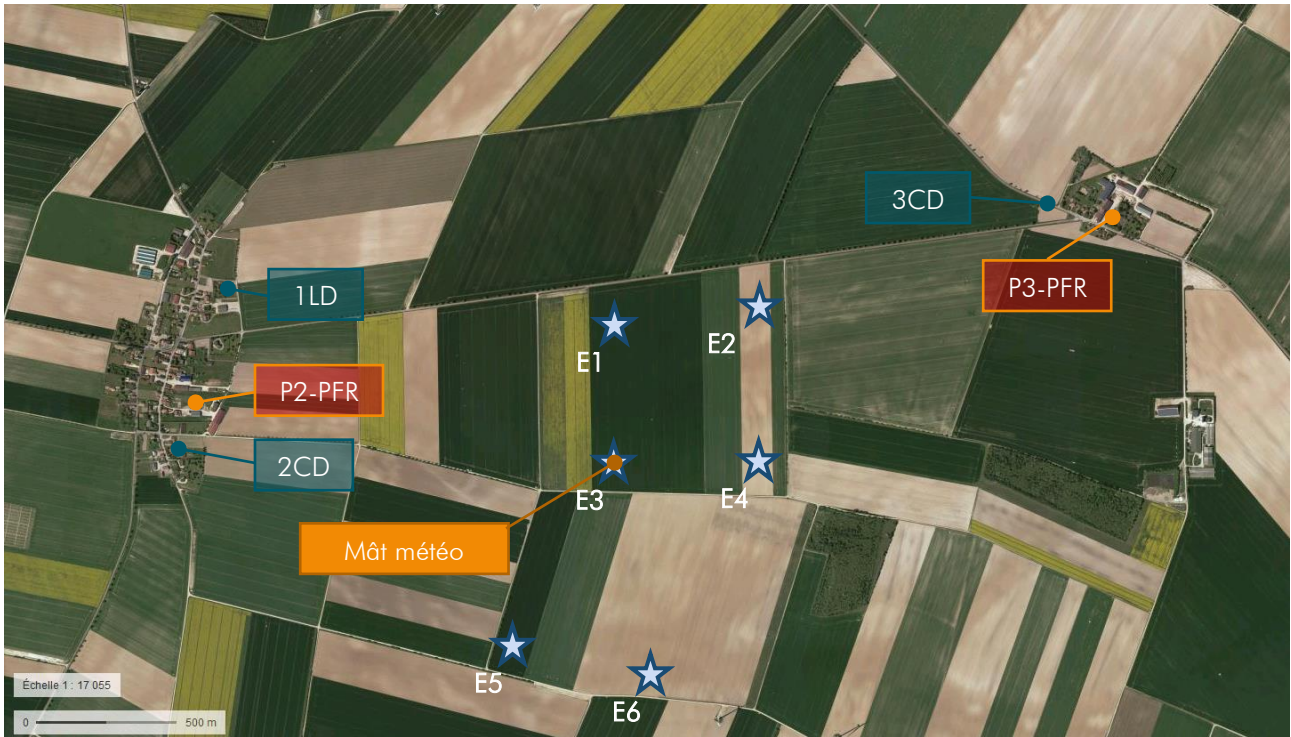 3CD
P3-PFR
1LD
E1
E2
P2-PFR
2CD
E3
E4
Mât météo
E5
E6
Échelle 1 : 17 055
0 500 m